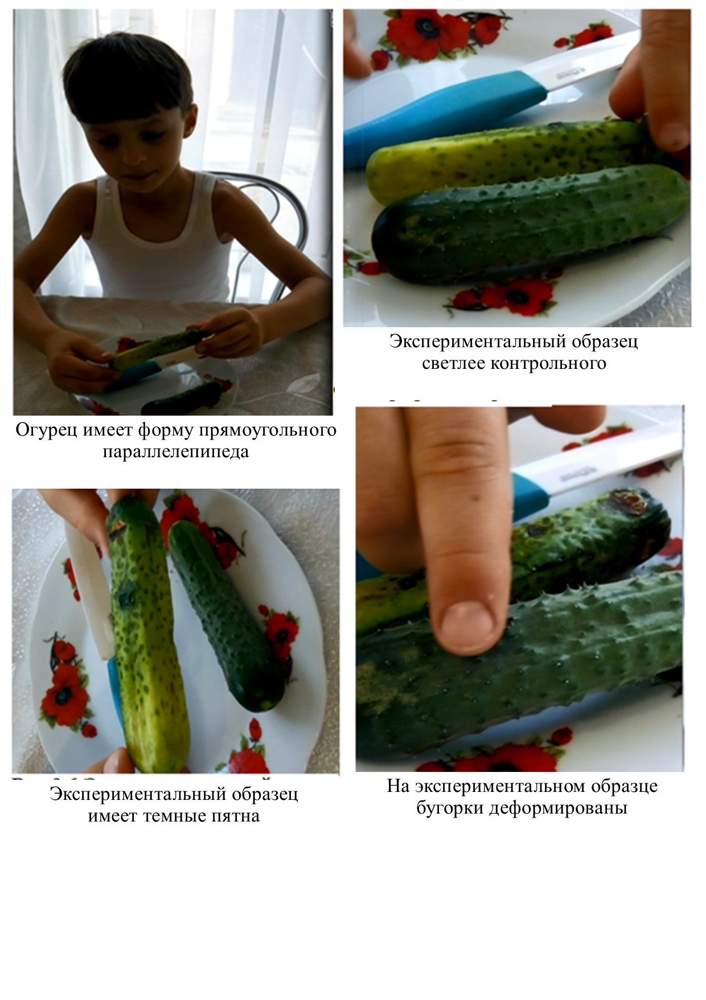 Экспериментальный образец
светлее контрольного
Огурец имеет форму прямоугольного
параллелепипеда
На экспериментальном образце
бугорки деформированы
Экспериментальный образец
имеет темные пятна